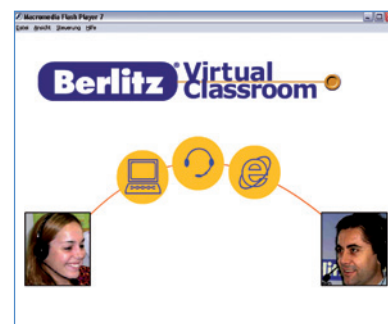 Macromedia Flash Player 7
Datei Ansicht Steuerung Hilfe
Berlitz Virtual
Classroom